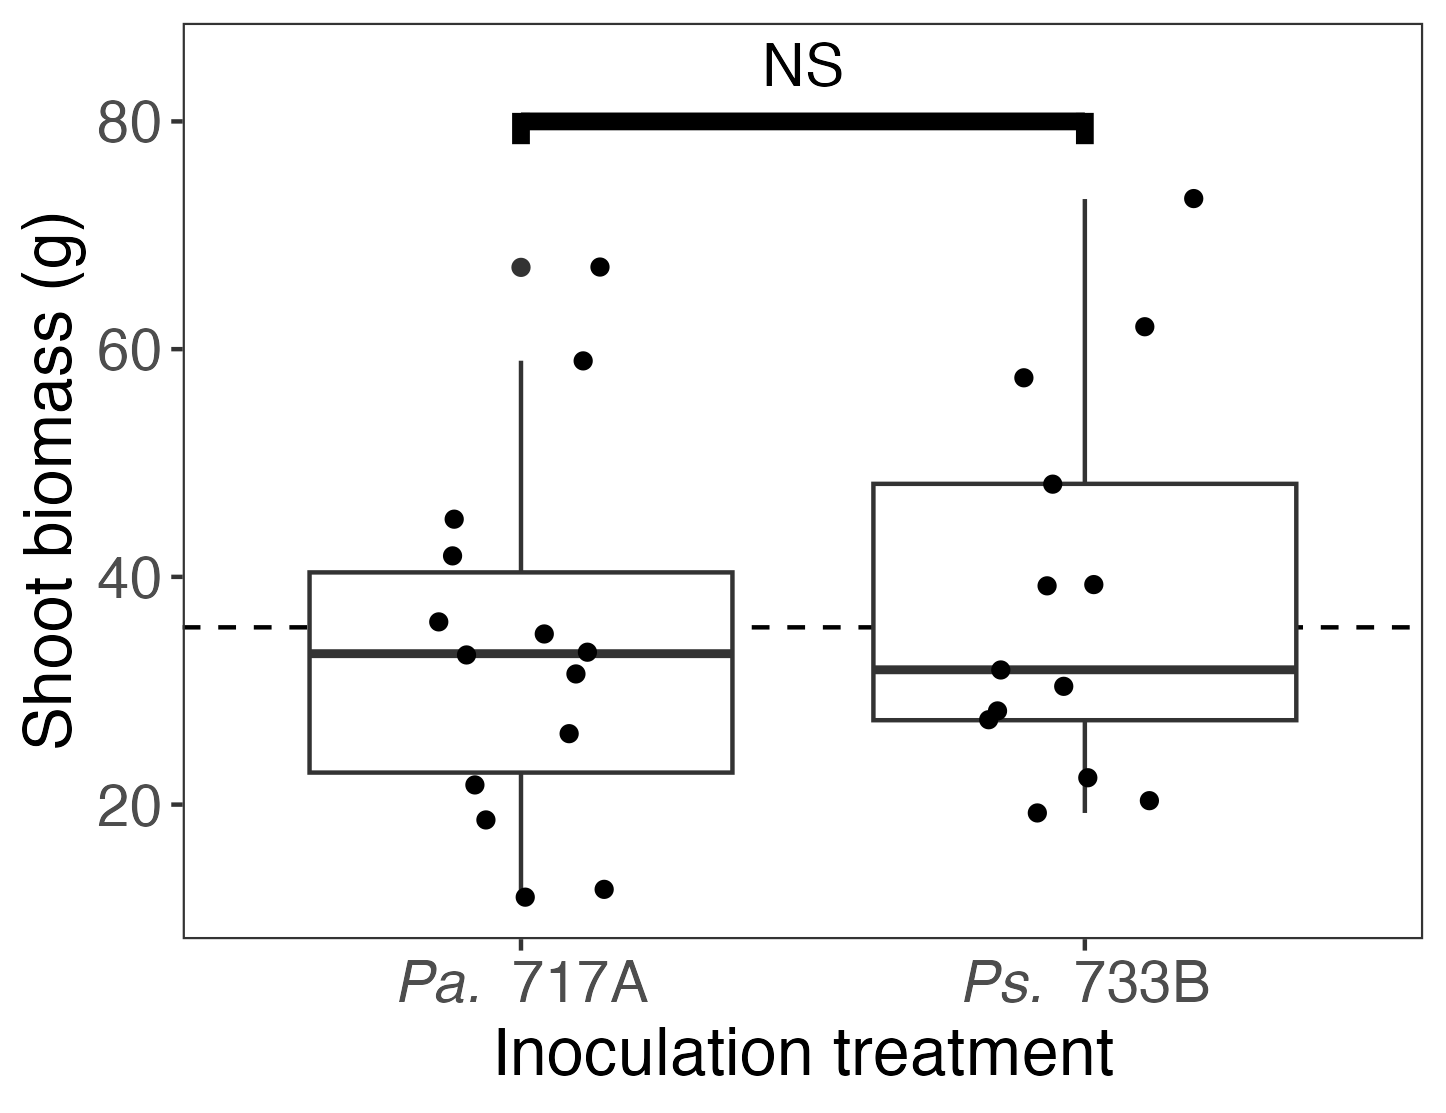 NS
80
60
40
20
Shoot biomass (g)
Pa. 717A
Ps. 733B
Inoculation treatment